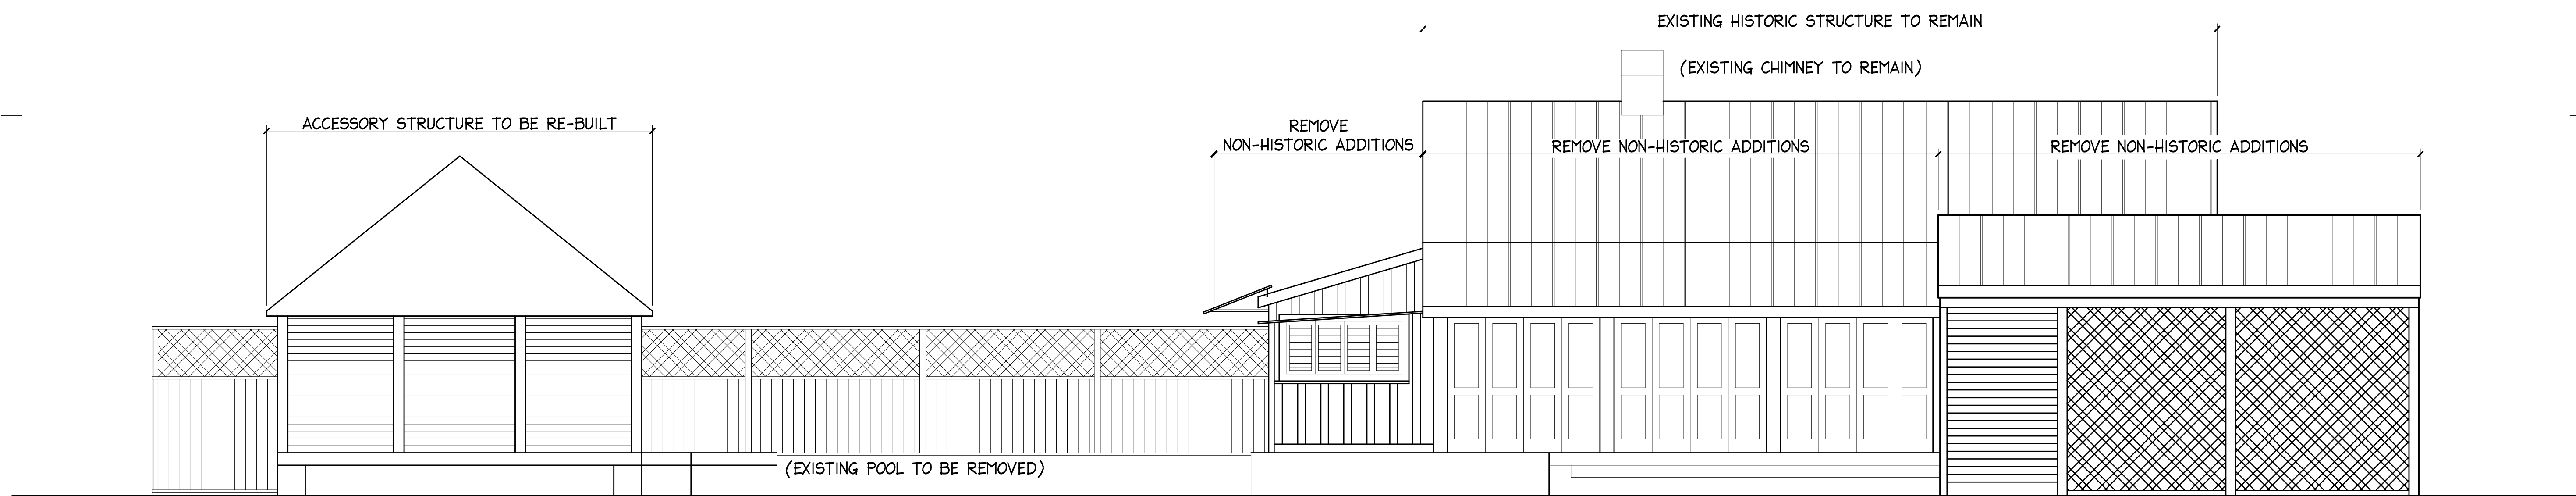 EXISTING HISTORIC STRUCTURE TO REMAIN
(EXISTING CHIMNEY TO REMAIN)
ACCESSORY STRUCTURE TO BE RE-BUILT
REMOVE
NON-HISTORIC ADDITIONS
REMOVE NON-HISTORIC ADDITIONS
REMOVE NON-HISTORIC ADDITIONS
(EXISTING POOL TO BE REMOVED)